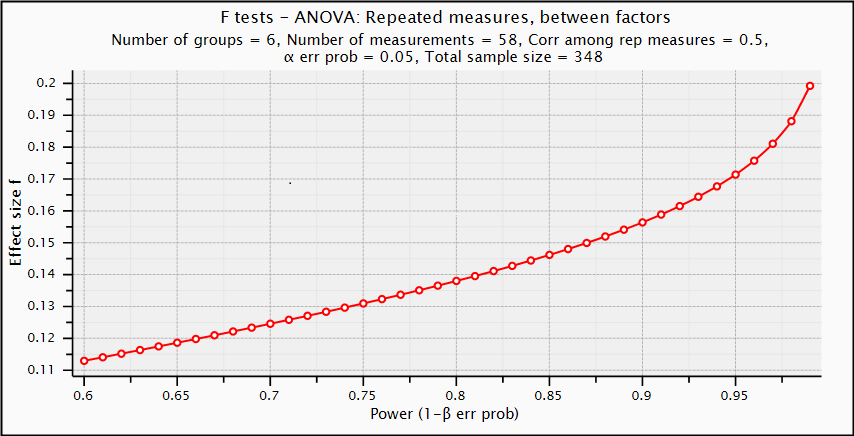 F tests - ANOVA: Repeated measures, between factors
Number of groups = 6, Number of measurements = 58, Corr among rep measures = 0.5,
α err prob = 0.05, Total sample size = 348
0.2
0.19
0.18
0.17
0.16
0.15
0.14
0.13
0.12
0.11
Effect size f
0.6 0.65 0.7 0.75 0.8 0.85 0.9 0.95
Power (1-β err prob)